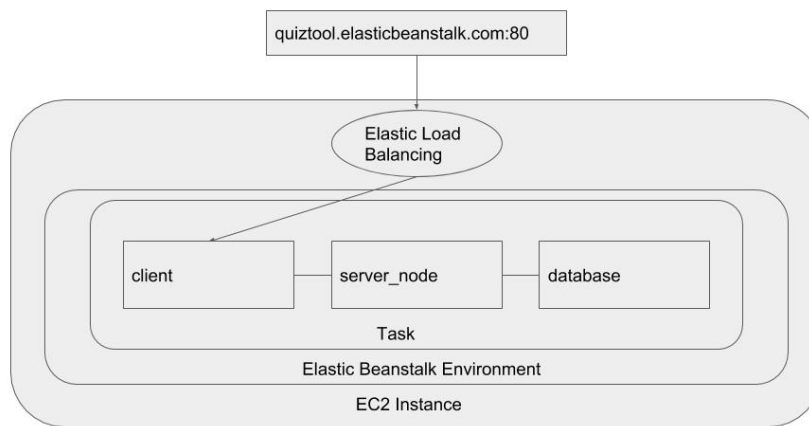 quiztool.elasticbeanstalk.com:80
Elastic Load
Balancing
client
server_node
database
Task
Elastic Beanstalk Environment
EC2 Instance